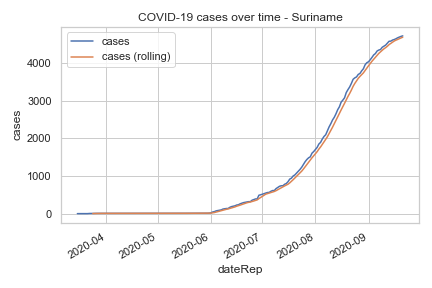 COVID-19 cases over time - Suriname
cases
cases (rolling)
cases
4000
3000
2000
1000
0
2020-04
2020-05
2020-06
2020-07
2020-08
2020-09
dateRep